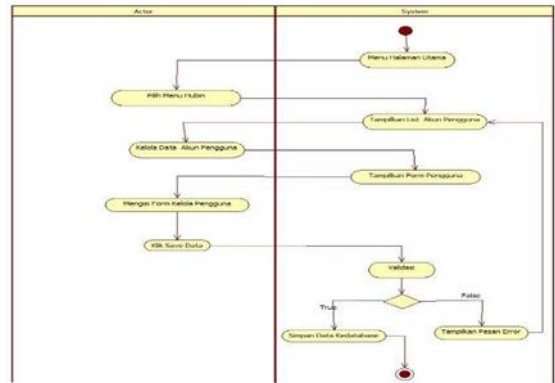 Actor
System
Menu Halaman Utama
Pilih Menu Hubin
Tampilkan List Akun Pengguna
Kelola Data Akun Pengguna
Tampilkan Form Pengguna
Mengisi Form Kelola Pengguna
Klik Save Data
Validasi
True
False
Simpan Data Kedatabase
Tampilkan Pesan Error